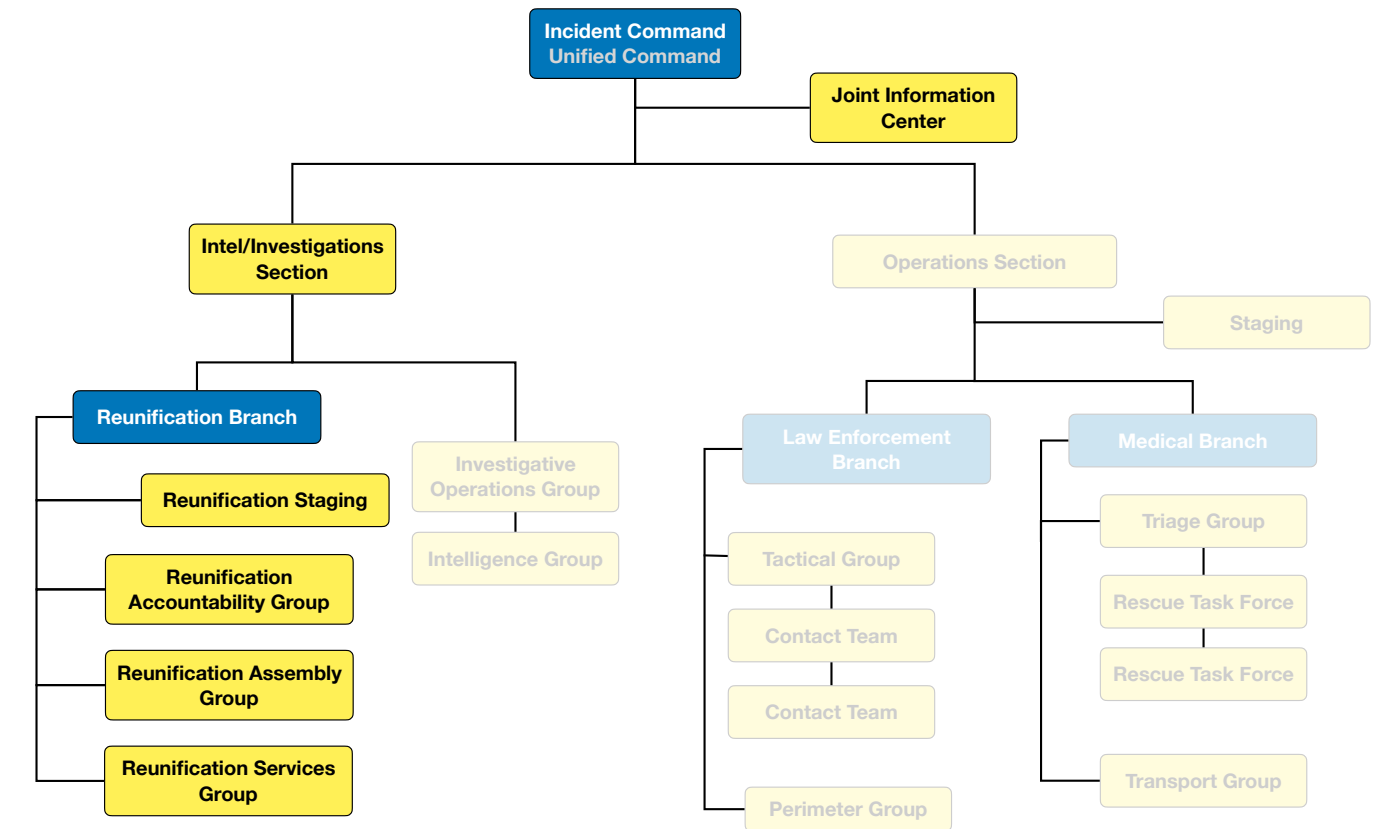 Incident Command
Unified Command
Joint Information
Center
Intel/Investigations
Section
Operations Section
Staging
Reunification Branch
Reunification Staging
Reunification
Accountability Group
Reunification Assembly
Group
Reunification Services
Group
Investigative
Operations Group
Intelligence Group
Law Enforcement
Branch
Tactical Group
Contact Team
Contact Team
Perimeter Group
Medical Branch
Triage Group
Rescue Task Force
Rescue Task Force
Transport Group